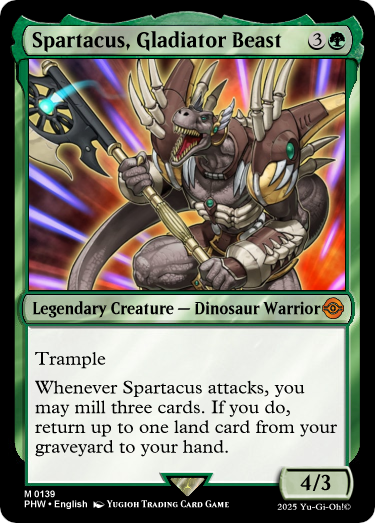 Spartacus, Gladiator Beast 3
Legendary Creature — Dinosaur Warrior
Trample
Whenever Spartacus attacks, you
may mill three cards. If you do,
return up to one land card from your
graveyard to your hand.
4/3
M 0139
PHW • English Yugioh Trading Card Game
2025 Yu-Gi-Oh!©